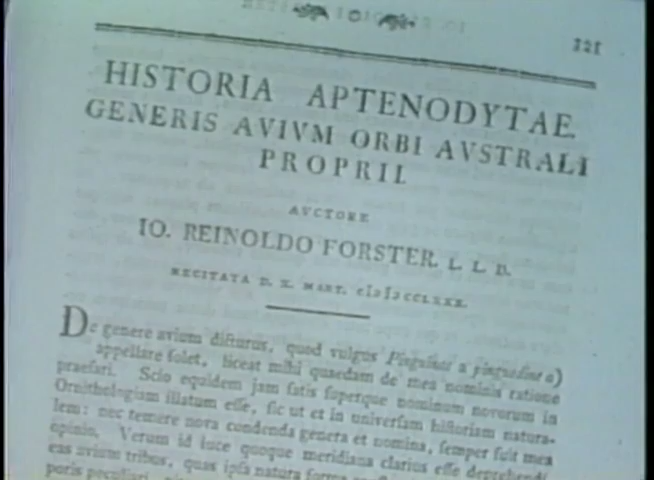 321
HISTORIA APTENODYTAE.
GENERIS AVIVM ORBI AVSTRALI
PROPRII.
AVCTORE
IO. REINOLDO FORSTER. L. L. D.
RECITATA D. X. MART. cIɔIɔCCLXXX.
De genere avium dicturus, quod vulgus Pinguinos a pinguedine a)
appellare solet, liceat mihi quaedam de mea nominis ratione
praefari. Scio equidem jam satis superque nominum novorum in
Ornithologiam illatum esse, sic ut et in universam historiam natura-
lem: nec temere nova condenda genera et nomina, semper fuit mea
opinio. Verum id luce quoque meridiana clarius esse deprehendi
eas avium tribus, quas ipsa natura forma
poris peculiari